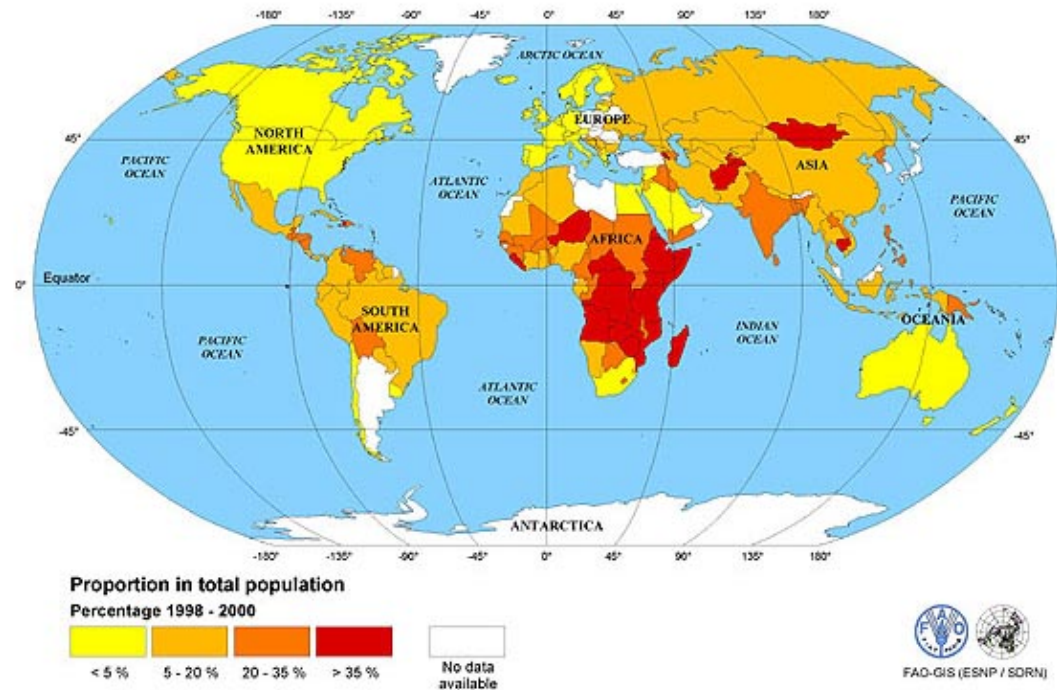 -180° -135° -90° -45° 0° 45° 90° 135° 180°
ARCTIC OCEAN
EUROPE
NORTH
AMERICA
45°
45°
ASIA
PACIFIC
OCEAN
ATLANTIC
OCEAN
PACIFIC
OCEAN
AFRICA
Equator
0°
0°
SOUTH
AMERICA
OCEANIA
INDIAN
OCEAN
PACIFIC
OCEAN
ATLANTIC
OCEAN
-45°
-45°
ANTARCTICA
-180° -135° -90° -45° 0° 45° 90° 135° 180°
Proportion in total population
Percentage 1998 - 2000
< 5 % 5 - 20 % 20 - 35 % > 35 % No data
available
F A O
FAO-GIS (ESNP / SDRN)